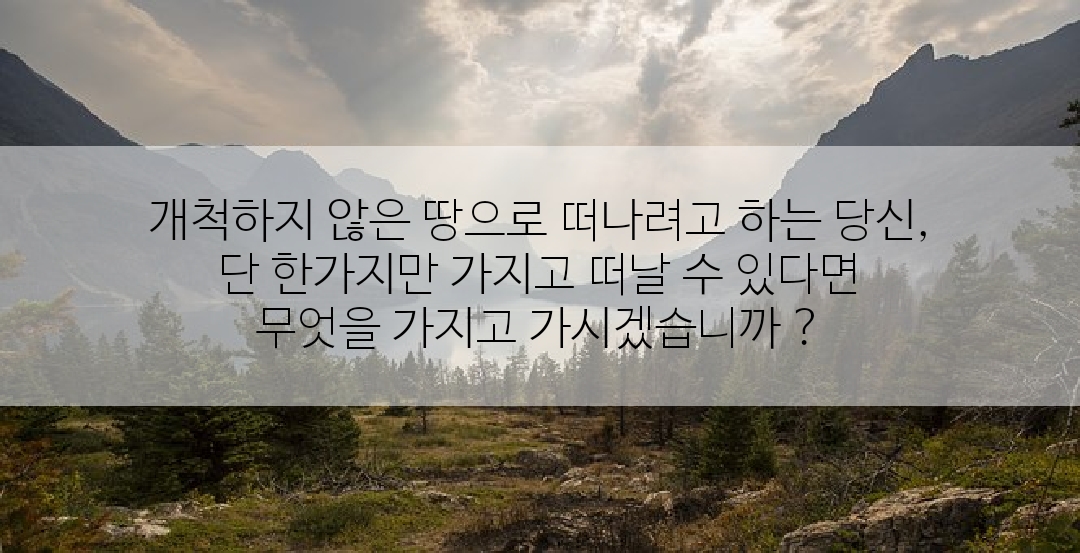 개척하지 않은 땅으로 떠나려고 하는 당신,
단 한가지만 가지고 떠날 수 있다면
무엇을 가지고 가시겠습니까 ?